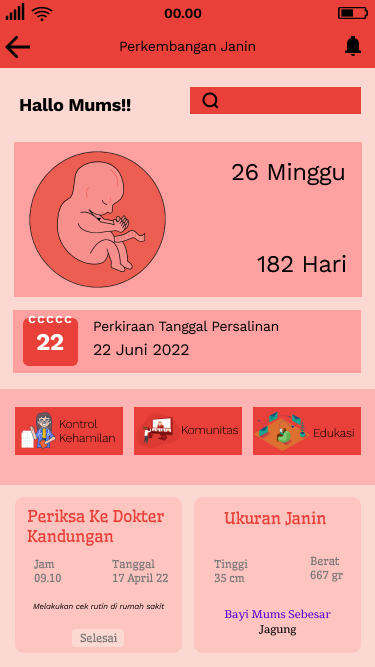 00.00
Perkembangan Janin
Hallo Mums!!
26 Minggu
182 Hari
22
Perkiraan Tanggal Persalinan
22 Juni 2022
Kontrol
Kehamilan
Komunitas
Edukasi
Periksa Ke Dokter
Kandungan
Jam
09.10
Tanggal
17 April 22
Melakukan cek rutin di rumah sakit
Selesai
Ukuran Janin
Tinggi
35 cm
Berat
667 gr
Bayi Mums Sebesar
Jagung